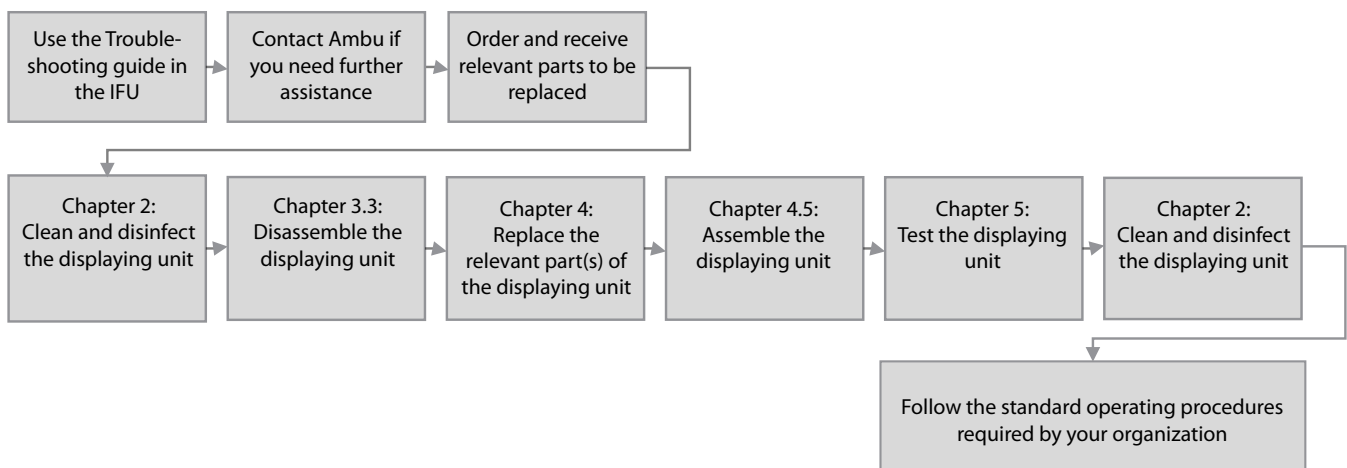 Use the Trouble-
shooting guide in
the IFU
Contact Ambu if
you need further
assistance
Order and receive
relevant parts to be
replaced
Chapter 2:
Clean and disinfect
the displaying unit
Chapter 3.3:
Disassemble the
displaying unit
Chapter 4:
Replace the
relevant part(s) of
the displaying unit
Chapter 4.5:
Assemble the
displaying unit
Chapter 5:
Test the displaying
unit
Chapter 2:
Clean and disinfect
the displaying unit
Follow the standard operating procedures
required by your organization